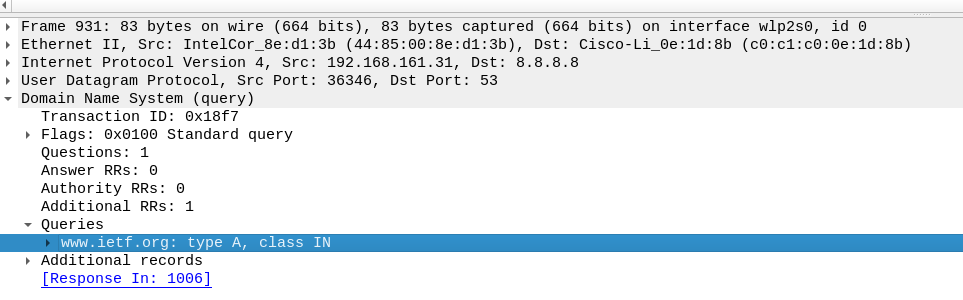 Frame 931: 83 bytes on wire (664 bits), 83 bytes captured (664 bits) on interface wlp2s0, id 0
Ethernet II, Src: IntelCor_8e:d1:3b (44:85:00:8e:d1:3b), Dst: Cisco-Li_0e:1d:8b (c0:c1:c0:0e:1d:8b)
Internet Protocol Version 4, Src: 192.168.161.31, Dst: 8.8.8.8
User Datagram Protocol, Src Port: 36346, Dst Port: 53
Domain Name System (query)
Transaction ID: 0x18f7
Flags: 0x0100 Standard query
Questions: 1
Answer RRs: 0
Authority RRs: 0
Additional RRs: 1
Queries
www.ietf.org: type A, class IN
Additional records
[Response In: 1006]